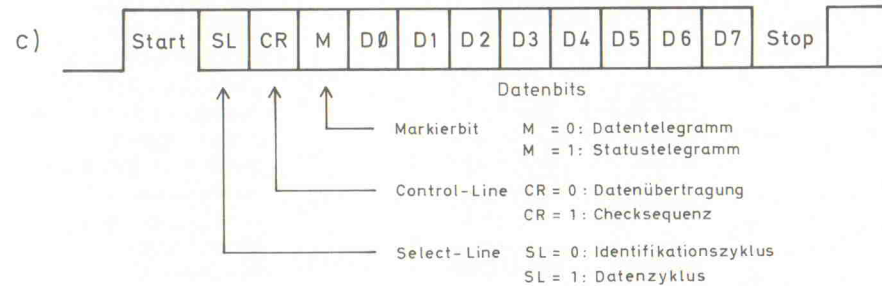 c) Start SL CR M DØ D1 D2 D3 D4 D5 D6 D7 Stop
Datenbits
Markierbit M = 0: Datentelegramm
M = 1: Statustelegramm
Control-Line CR = 0: Datenübertragung
CR = 1: Checksequenz
Select-Line SL = 0: Identifikationszyklus
SL = 1: Datenzyklus